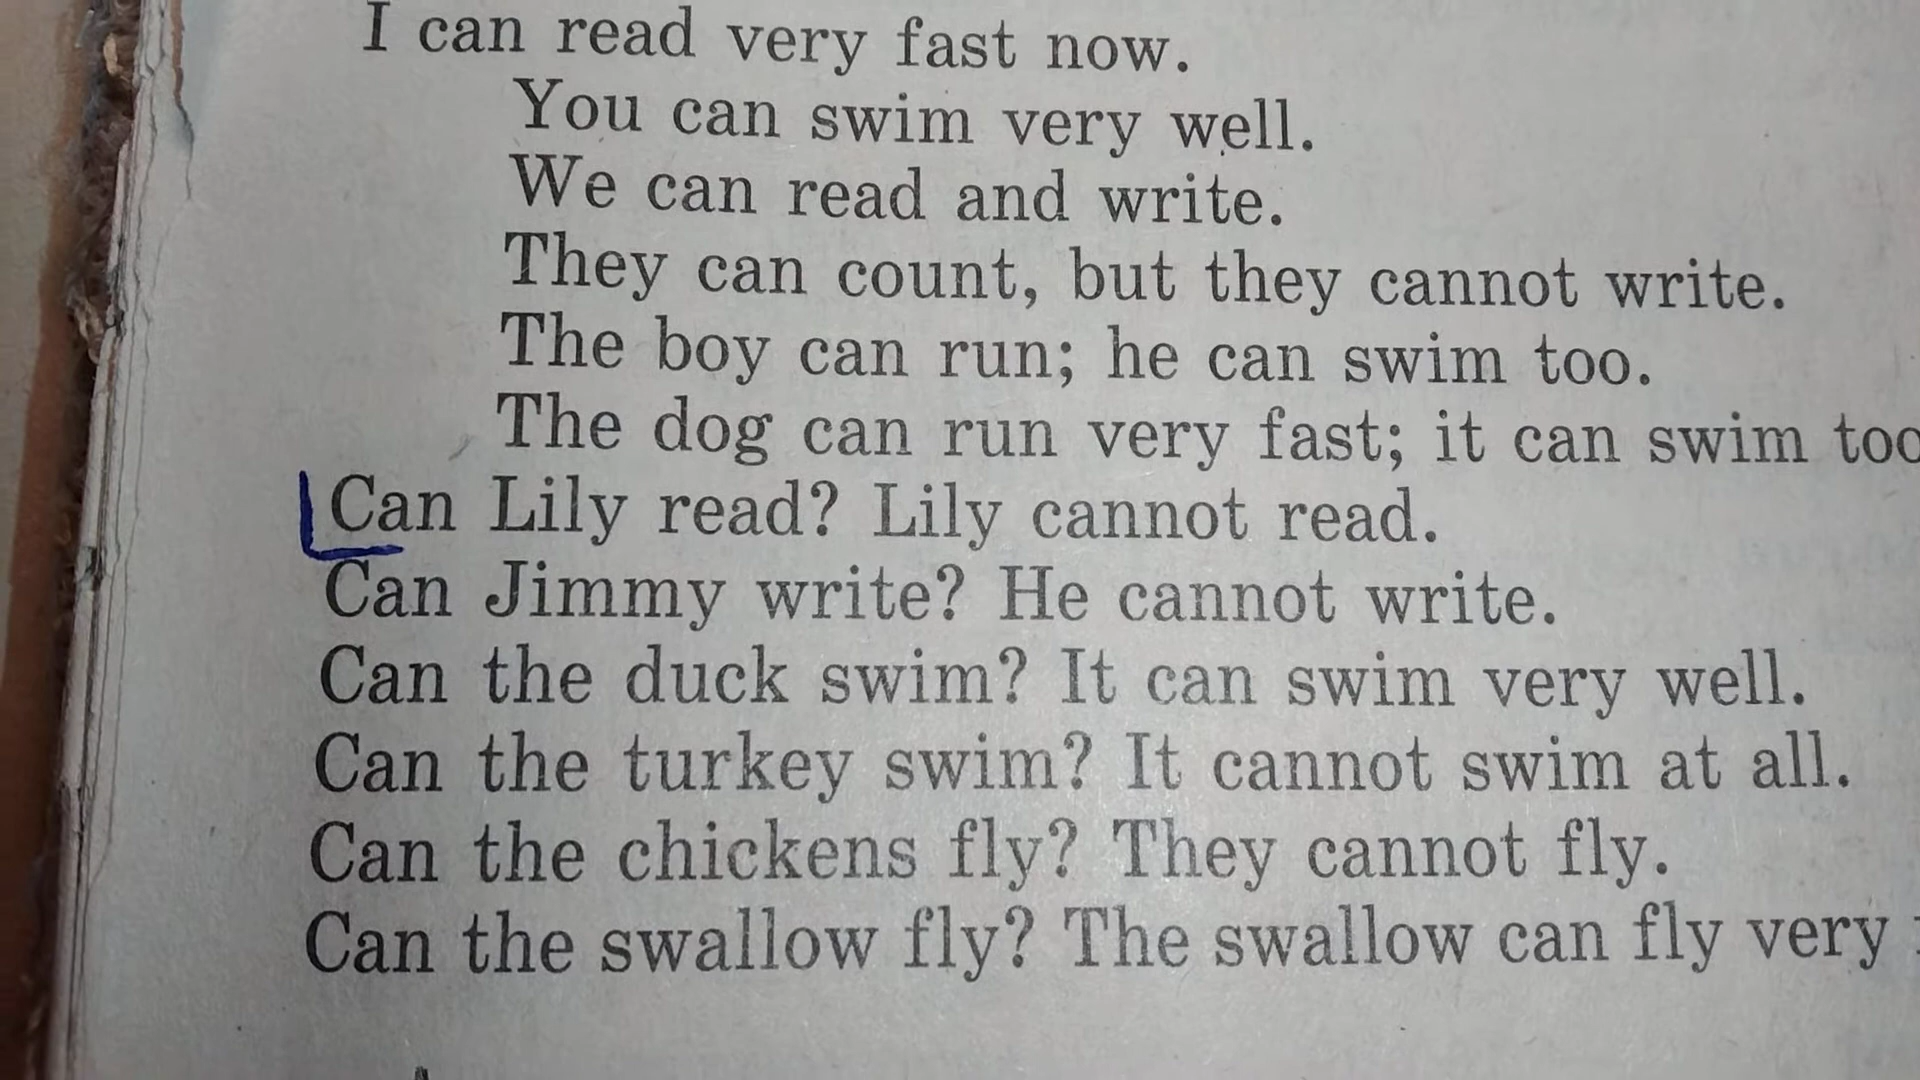 I can read very fast now.
You can swim very well.
We can read and write.
They can count, but they cannot write.
The boy can run; he can swim too.
The dog can run very fast; it can swim too
Can Lily read? Lily cannot read.
Can Jimmy write? He cannot write.
Can the duck swim? It can swim very well.
Can the turkey swim? It cannot swim at all.
Can the chickens fly? They cannot fly.
Can the swallow fly? The swallow can fly very